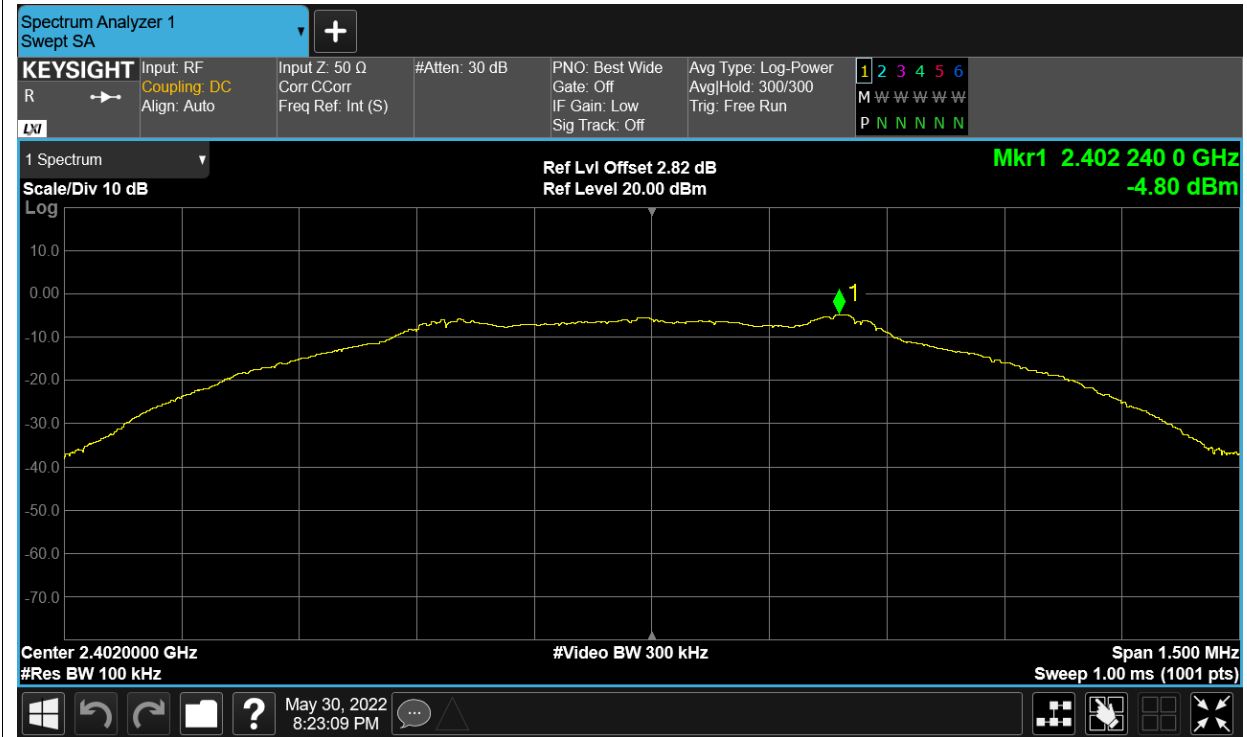 Spectrum Analyzer 1
Swept SA
KEYSIGHT
R
LXI
Input: RF
Coupling: DC
Align: Auto
Input Z: 50 Ω
Corr CCorr
Freq Ref: Int (S)
#Atten: 30 dB
PNO: Best Wide
Gate: Off
IF Gain: Low
Sig Track: Off
Avg Type: Log-Power
Avg|Hold: 300/300
Trig: Free Run
1 2 3 4 5 6
M W W W W W
P N N N N N
1 Spectrum
Scale/Div 10 dB
Log
Ref Lvl Offset 2.82 dB
Ref Level 20.00 dBm
Mkr1 2.402 240 0 GHz
-4.80 dBm
10.0
0.00
1
-10.0
-20.0
-30.0
-40.0
-50.0
-60.0
-70.0
Center 2.4020000 GHz
#Video BW 300 kHz
Span 1.500 MHz
#Res BW 100 kHz
Sweep 1.00 ms (1001 pts)
?
May 30, 2022
8:23:09 PM